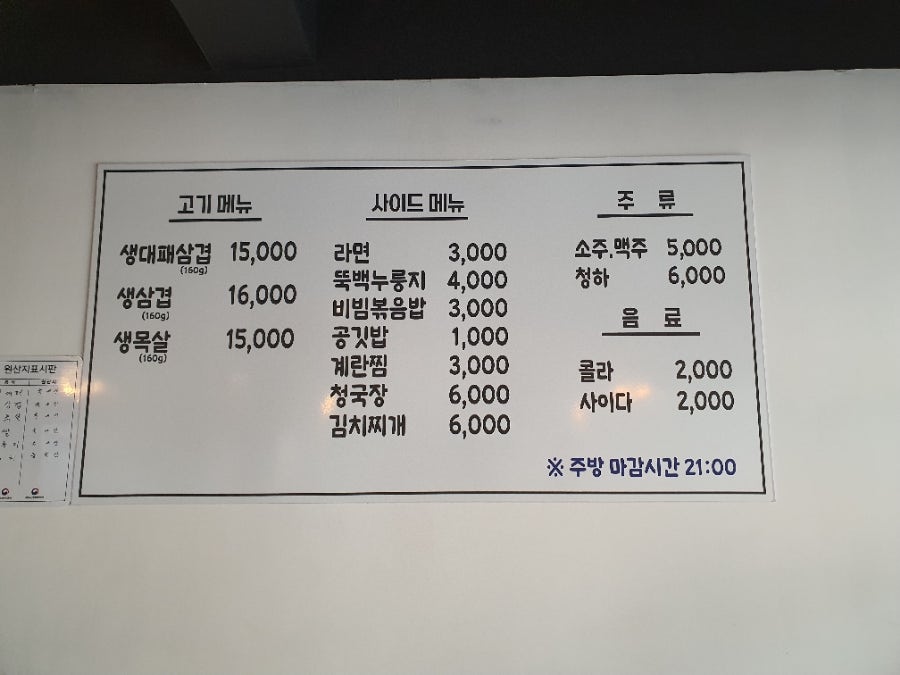 고기 메뉴
생대패삼겹 15,000
(160g)
생삼겹 16,000
(160g)
생목살 15,000
(160g)
사이드 메뉴
라면 3,000
뚝백누룽지 4,000
비빔볶음밥 3,000
공깃밥 1,000
계란찜 3,000
청국장 6,000
김치찌개 6,000
주 류
소주.맥주 5,000
청하 6,000
음 료
콜라 2,000
사이다 2,000
※ 주방 마감시간 21:00
원산지표시판